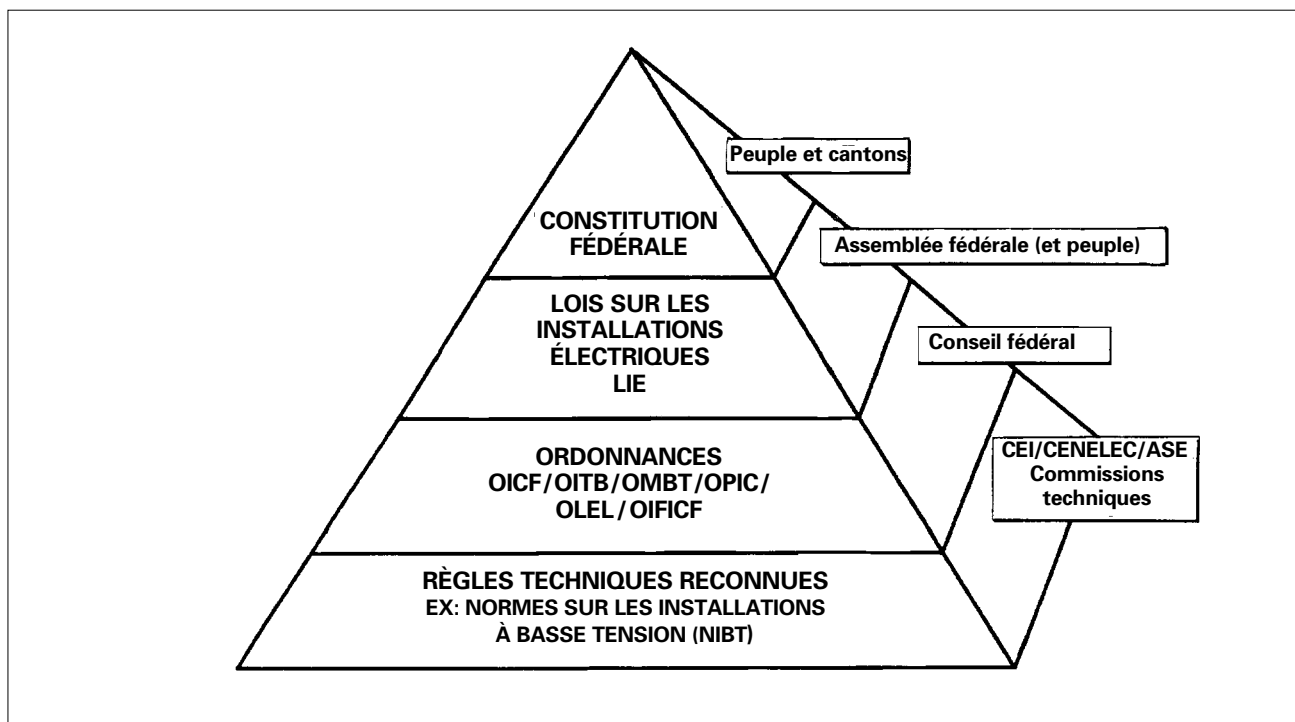 Peuple et cantons
CONSTITUTION
FÉDÉRALE
Assemblée fédérale (et peuple)
LOIS SUR LES
INSTALLATIONS
ÉLECTRIQUES
LIE
Conseil fédéral
ORDONNANCES
OICF/OITB/OMBT/OPIC/
OLEL/OIFICF
CEI/CENELEC/ASE
Commissions
techniques
RÈGLES TECHNIQUES RECONNUES
EX: NORMES SUR LES INSTALLATIONS
À BASSE TENSION (NIBT)